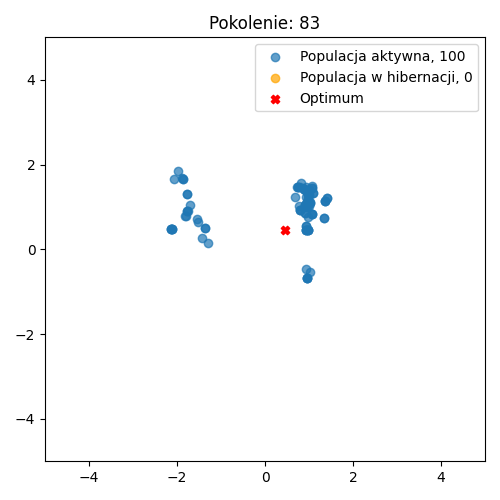 Pokolenie: 83
Populacja aktywna, 100
Populacja w hibernacji, 0
Optimum
4
2
0
−2
−4
−4 −2 0 2 4